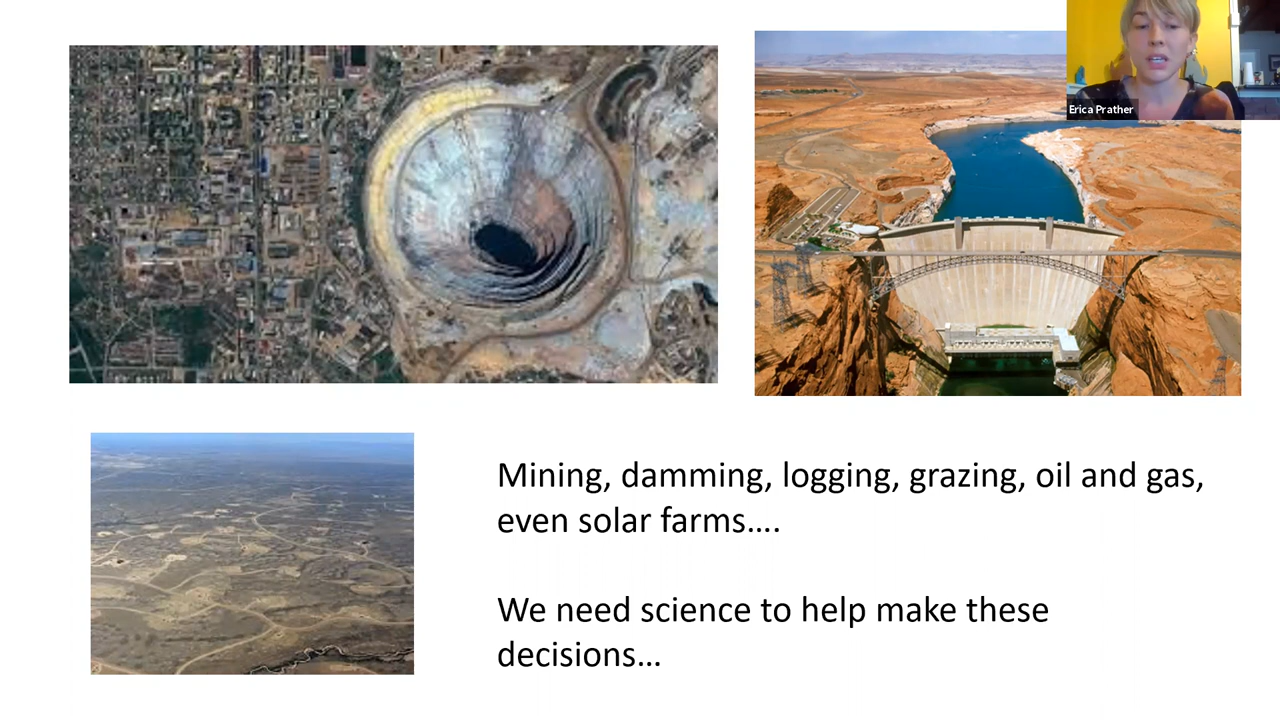 Erica Prather
Mining, damming, logging, grazing, oil and gas,
even solar farms....
We need science to help make these
decisions...